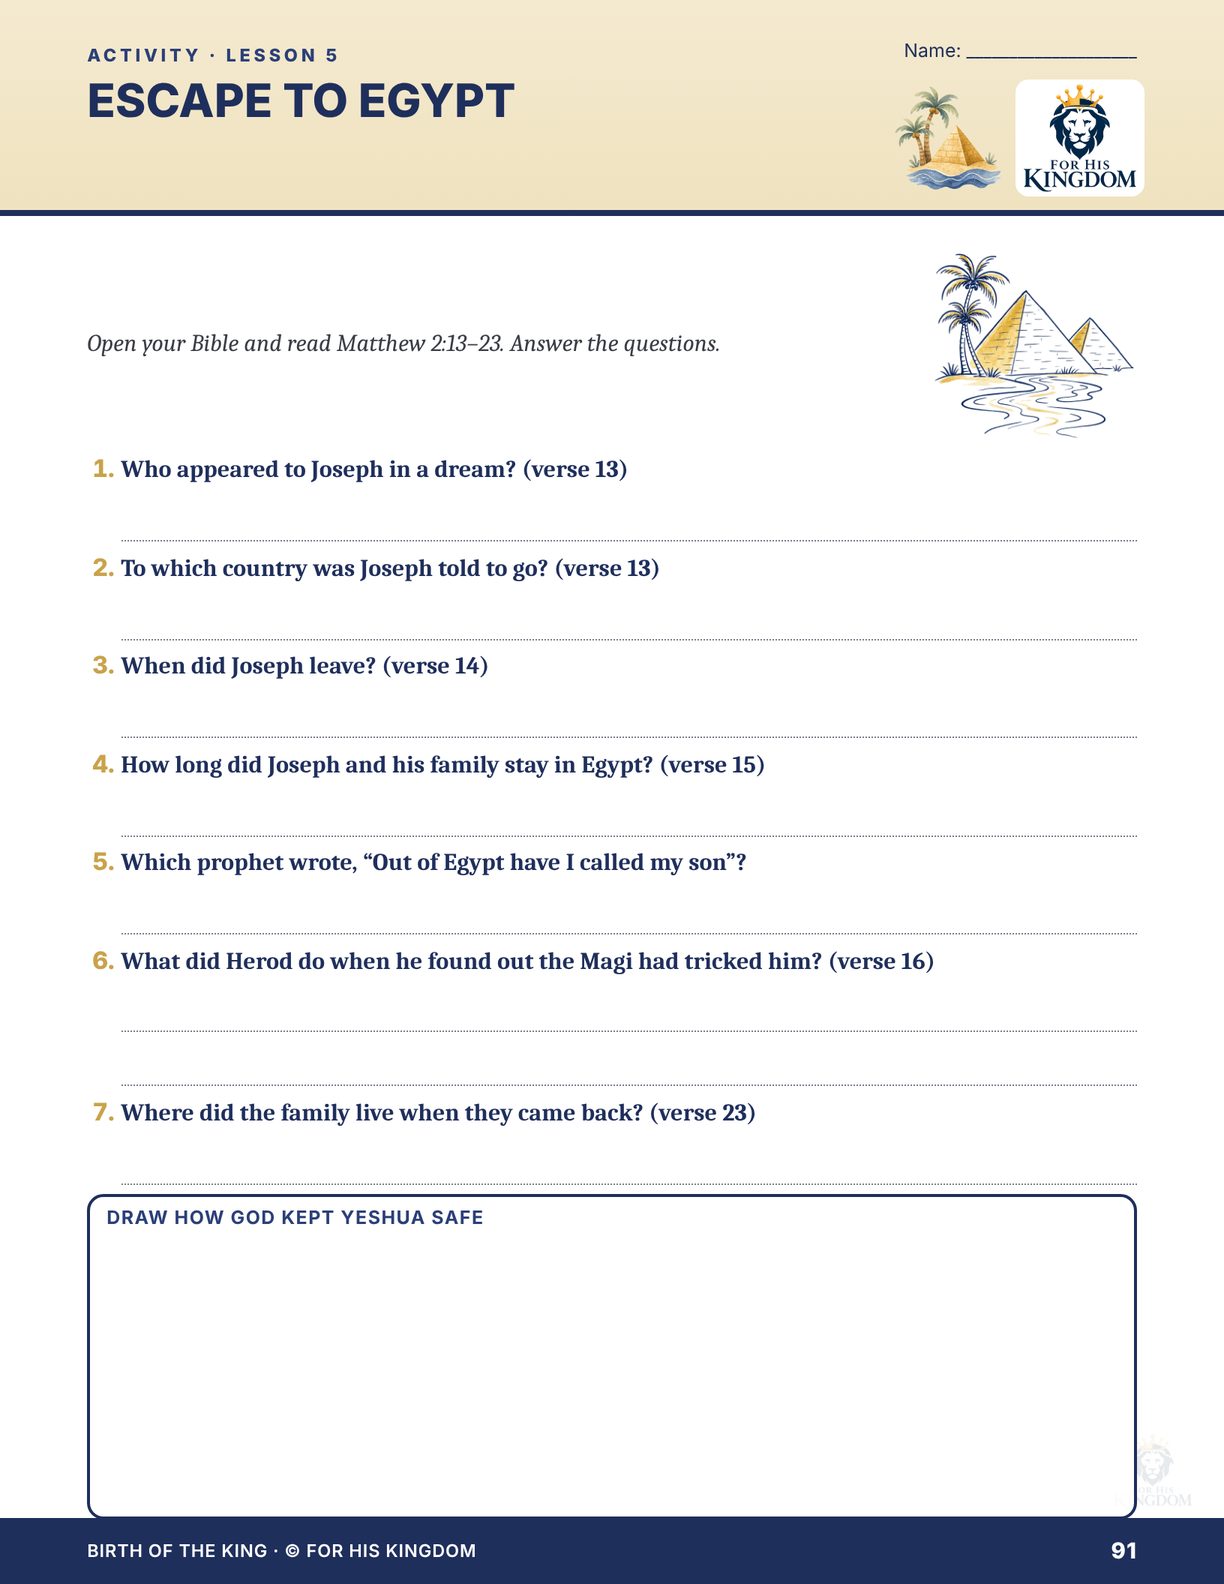 ACTIVITY · LESSON 5
ESCAPE TO EGYPT
Name: ________________
FOR HIS
KINGDOM
Open your Bible and read Matthew 2:13–23. Answer the questions.
1. Who appeared to Joseph in a dream? (verse 13)
2. To which country was Joseph told to go? (verse 13)
3. When did Joseph leave? (verse 14)
4. How long did Joseph and his family stay in Egypt? (verse 15)
5. Which prophet wrote, “Out of Egypt have I called my son”?
6. What did Herod do when he found out the Magi had tricked him? (verse 16)
7. Where did the family live when they came back? (verse 23)
DRAW HOW GOD KEPT YESHUA SAFE
FOR HIS
KINGDOM
BIRTH OF THE KING · © FOR HIS KINGDOM
91